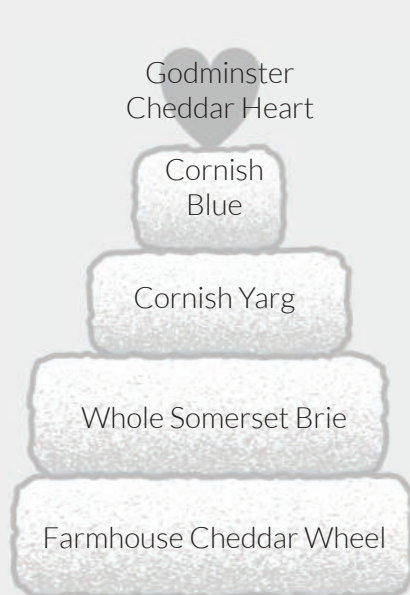 Godminster
Cheddar Heart
Cornish
Blue
Cornish Yarg
Whole Somerset Brie
Farmhouse Cheddar Wheel